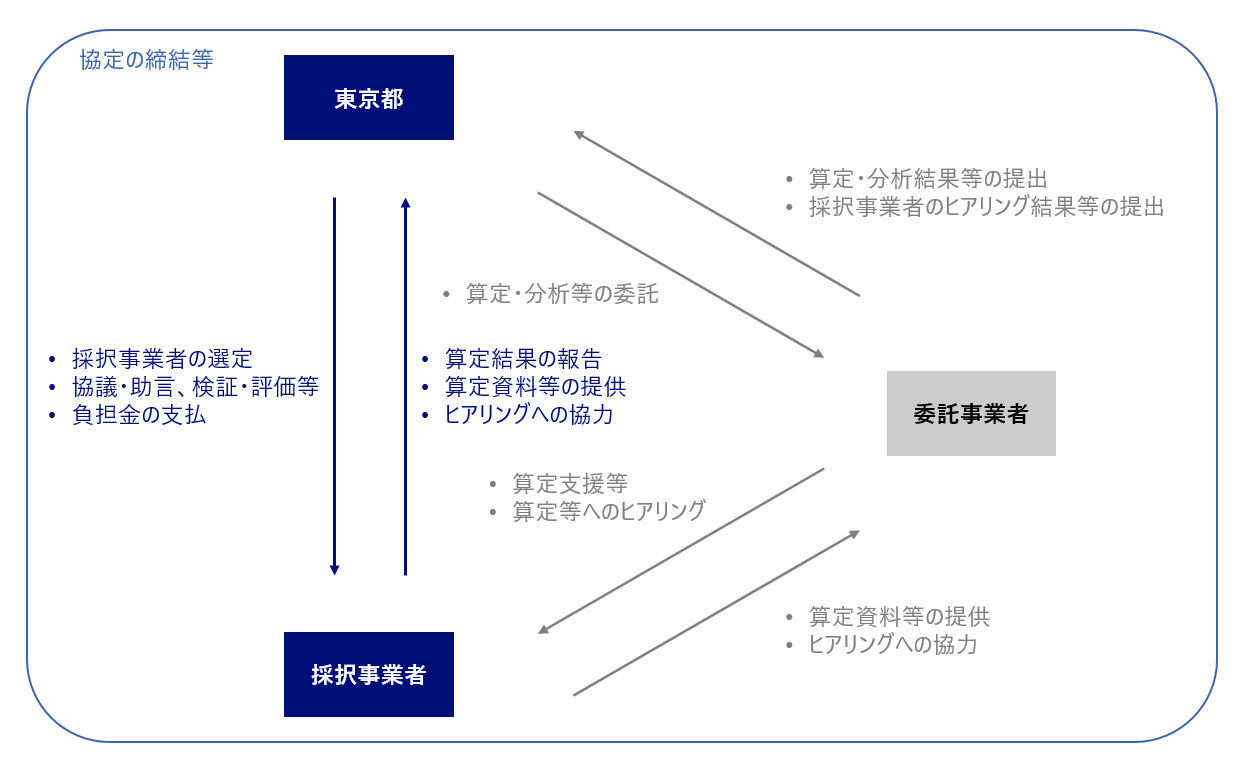 協定の締結等
東京都
• 算定・分析結果等の提出
• 採択事業者のヒアリング結果等の提出
• 算定・分析等の委託
• 採択事業者の選定
• 協議・助言、検証・評価等
• 負担金の支払
• 算定結果の報告
• 算定資料等の提供
• ヒアリングへの協力
委託事業者
• 算定支援等
• 算定等へのヒアリング
• 算定資料等の提供
• ヒアリングへの協力
採択事業者